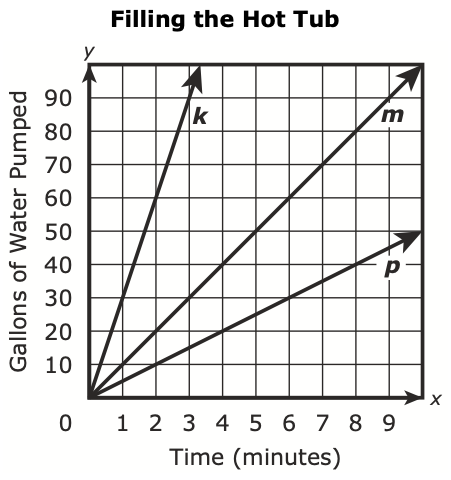 Filling the Hot Tub
y
Gallons of Water Pumped
90
80
70
60
50
40
30
20
10
k
m
p
0 1 2 3 4 5 6 7 8 9
x
Time (minutes)